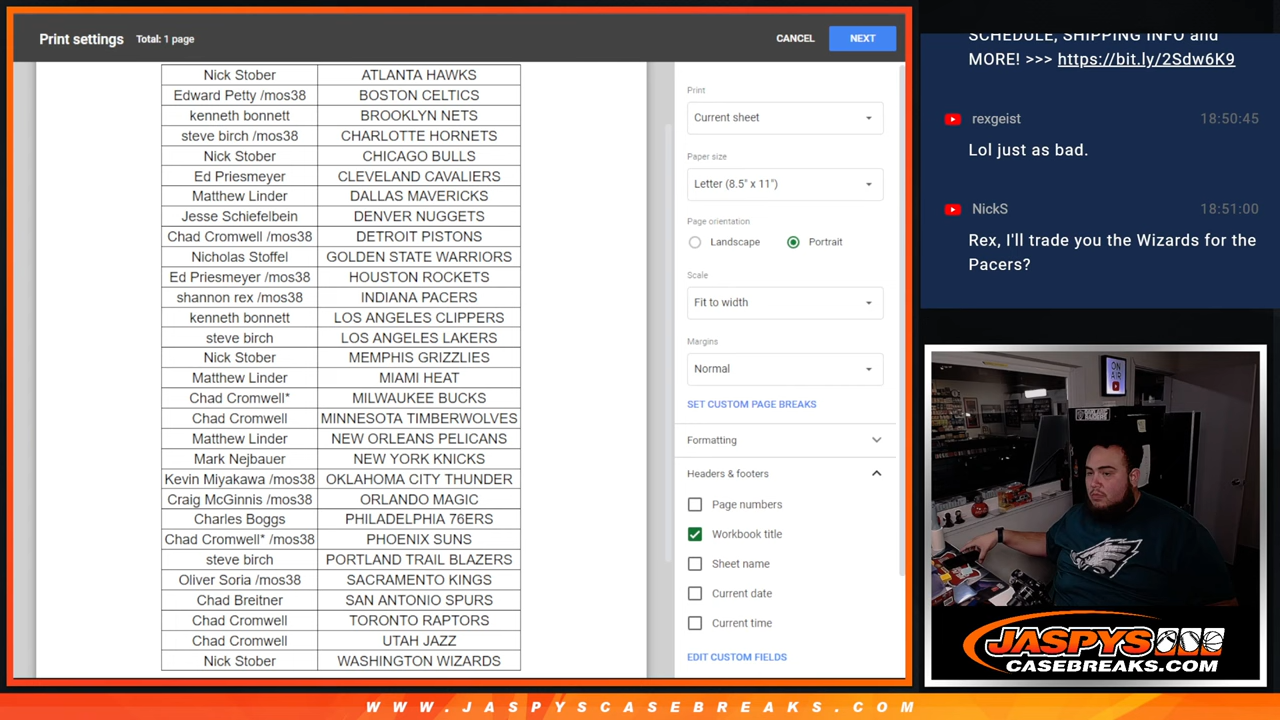 Print settings Total: 1 page CANCEL NEXT
Nick Stober ATLANTA HAWKS
Edward Petty /mos38 BOSTON CELTICS
kenneth bonnett BROOKLYN NETS
steve birch /mos38 CHARLOTTE HORNETS
Nick Stober CHICAGO BULLS
Ed Priesmeyer CLEVELAND CAVALIERS
Matthew Linder DALLAS MAVERICKS
Jesse Schiefelbein DENVER NUGGETS
Chad Cromwell /mos38 DETROIT PISTONS
Nicholas Stoffel GOLDEN STATE WARRIORS
Ed Priesmeyer /mos38 HOUSTON ROCKETS
shannon rex /mos38 INDIANA PACERS
kenneth bonnett LOS ANGELES CLIPPERS
steve birch LOS ANGELES LAKERS
Nick Stober MEMPHIS GRIZZLIES
Matthew Linder MIAMI HEAT
Chad Cromwell* MILWAUKEE BUCKS
Chad Cromwell MINNESOTA TIMBERWOLVES
Matthew Linder NEW ORLEANS PELICANS
Mark Nejbauer NEW YORK KNICKS
Kevin Miyakawa /mos38 OKLAHOMA CITY THUNDER
Craig McGinnis /mos38 ORLANDO MAGIC
Charles Boggs PHILADELPHIA 76ERS
Chad Cromwell* /mos38 PHOENIX SUNS
steve birch PORTLAND TRAIL BLAZERS
Oliver Soria /mos38 SACRAMENTO KINGS
Chad Breitner SAN ANTONIO SPURS
Chad Cromwell TORONTO RAPTORS
Chad Cromwell UTAH JAZZ
Nick Stober WASHINGTON WIZARDS
Print
Current sheet
Paper size
Letter (8.5" x 11")
Page orientation
Landscape Portrait
Scale
Fit to width
Margins
Normal
SET CUSTOM PAGE BREAKS
Formatting
Headers & footers
Page numbers
Workbook title
Sheet name
Current date
Current time
EDIT CUSTOM FIELDS
SCHEDULE, SHIPPING INFO and
MORE! >>> https://bit.ly/2Sdw6K9
rexgeist 18:50:45
Lol just as bad.
NickS 18:51:00
Rex, I'll trade you the Wizards for the
Pacers?
ON
AIR
JASPYS
CASEBREAKS.COM
WWW.JASPYSCASEBREAKS.COM